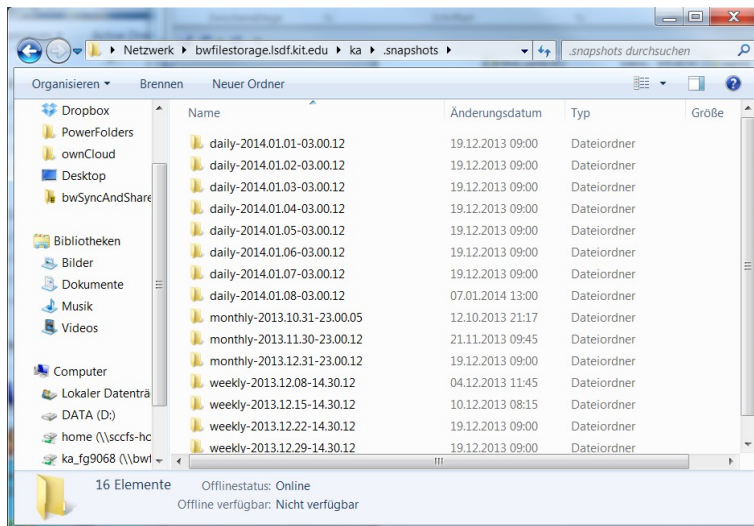 Netzwerk ▸ bwfilestorage.lsdf.kit.edu ▸ ka ▸ .snapshots ▸
.snapshots durchsuchen
Organisieren Brennen Neuer Ordner
Dropbox
PowerFolders
ownCloud
Desktop
bwSyncAndShare
Bibliotheken
Bilder
Dokumente
Musik
Videos
Computer
Lokaler Datenträ
DATA (D:)
home (\\sccfs-hc
ka_fg9068 (\\bwf
Name Änderungsdatum Typ Größe
daily-2014.01.01-03.00.12 19.12.2013 09:00 Dateiordner
daily-2014.01.02-03.00.12 19.12.2013 09:00 Dateiordner
daily-2014.01.03-03.00.12 19.12.2013 09:00 Dateiordner
daily-2014.01.04-03.00.12 19.12.2013 09:00 Dateiordner
daily-2014.01.05-03.00.12 19.12.2013 09:00 Dateiordner
daily-2014.01.06-03.00.12 19.12.2013 09:00 Dateiordner
daily-2014.01.07-03.00.12 19.12.2013 09:00 Dateiordner
daily-2014.01.08-03.00.12 07.01.2014 13:00 Dateiordner
monthly-2013.10.31-23.00.05 12.10.2013 21:17 Dateiordner
monthly-2013.11.30-23.00.12 21.11.2013 09:45 Dateiordner
monthly-2013.12.31-23.00.12 19.12.2013 09:00 Dateiordner
weekly-2013.12.08-14.30.12 04.12.2013 11:45 Dateiordner
weekly-2013.12.15-14.30.12 10.12.2013 08:15 Dateiordner
weekly-2013.12.22-14.30.12 19.12.2013 09:00 Dateiordner
weekly-2013.12.29-14.30.12 19.12.2013 09:00 Dateiordner
16 Elemente Offlinestatus: Online
Offline verfügbar: Nicht verfügbar